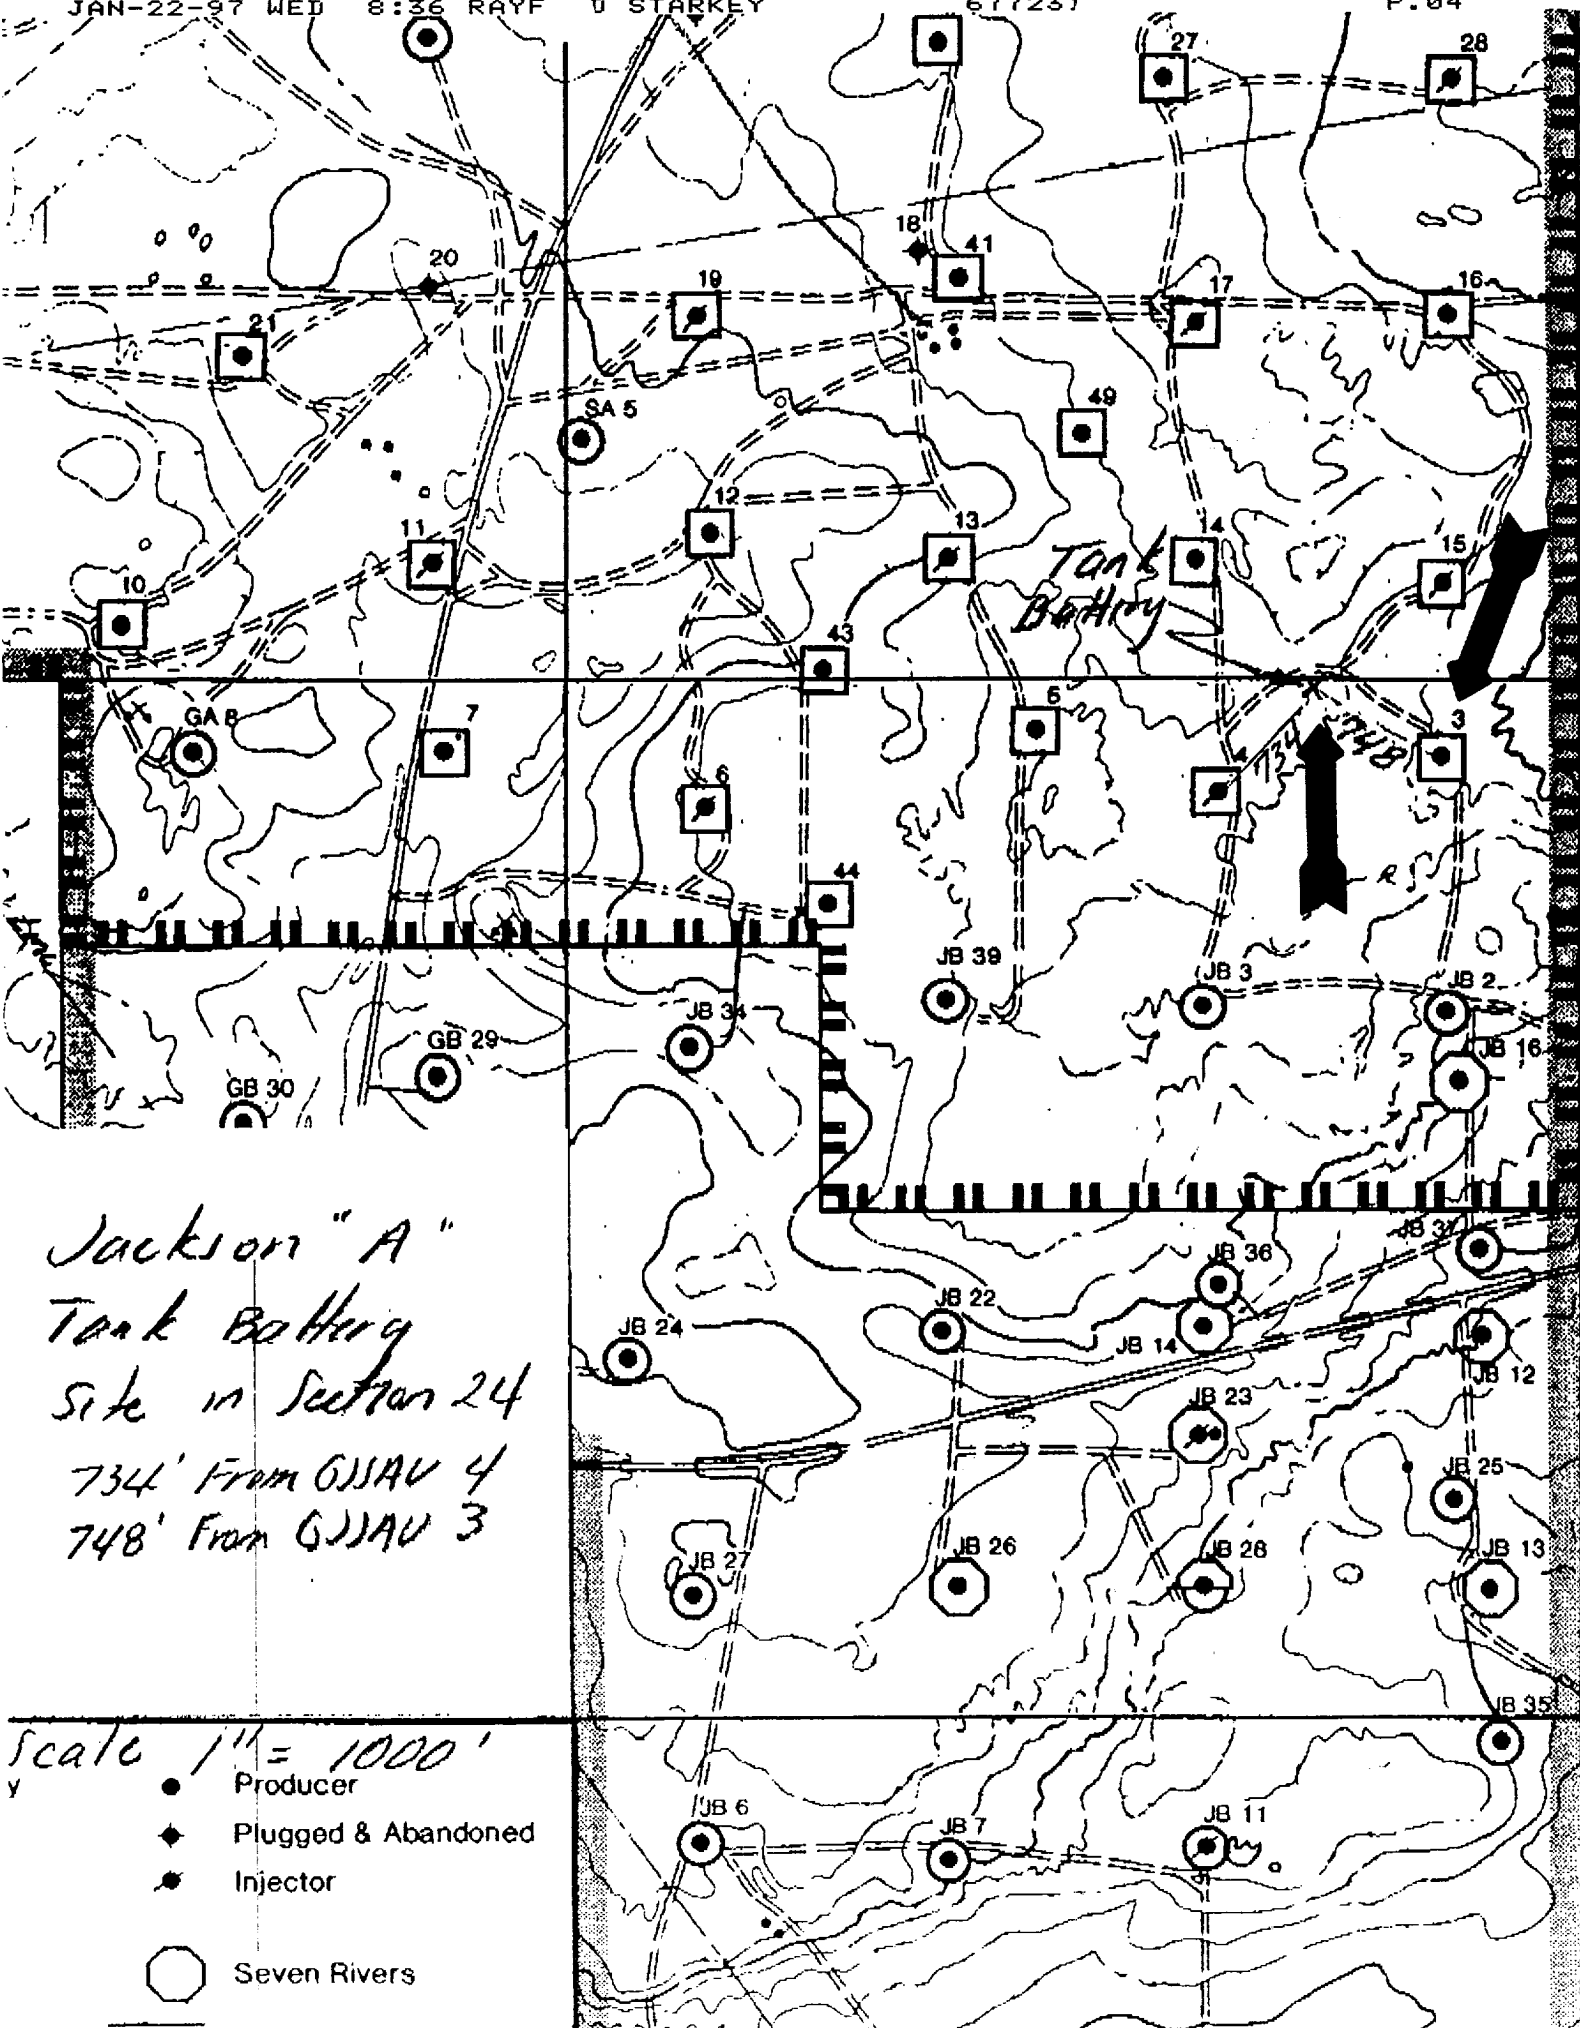 JAN-22-97 WED 8:36 RAYF STARKEY P.04
27
28
18
41
20
19
17
16
21
49
SA 5
12
11
13
14
15
10
Tank
Battery
43
GA 8
7
5
3
6
4
734
748
44
JB 39
JB 3
JB 2
JB 34
GB 29
JB 16
GB 30
Jackson "A"
Tank Battery
Site in Section 24
734' From GJSAU 4
748' From GJSAU 3
JB 37
JB 36
JB 22
JB 24
JB 14
JB 12
JB 23
JB 25
JB 27
JB 26
JB 28
JB 13
JB 35
Scale 1" = 1000'
y
Producer
Plugged & Abandoned
Injector
JB 6
JB 7
JB 11
Seven Rivers